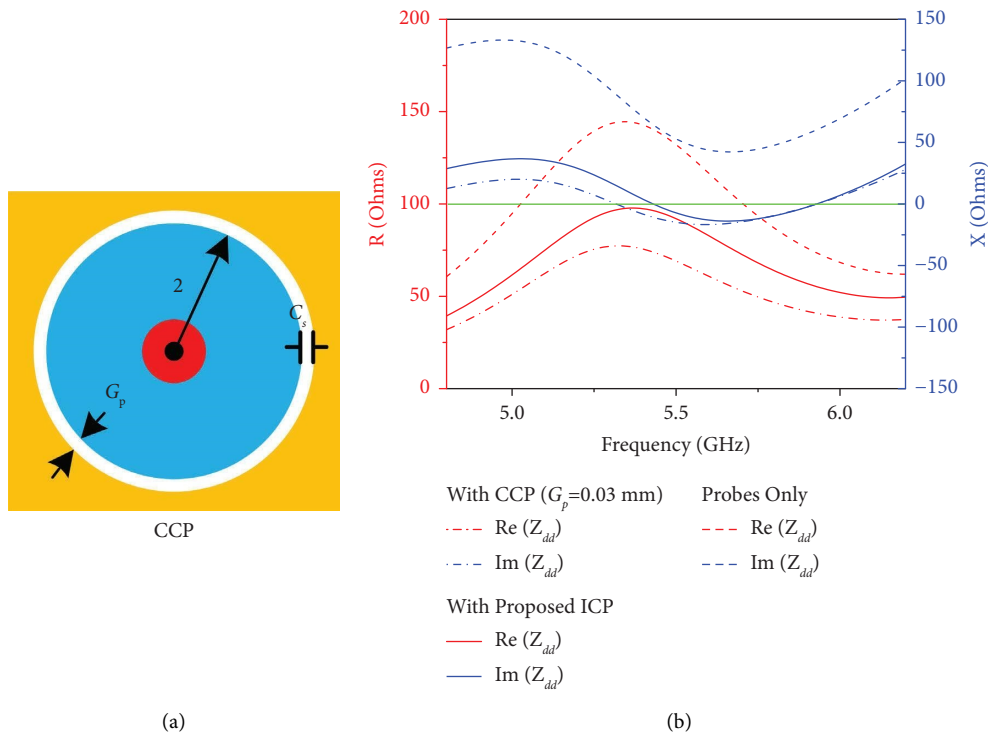 2
C_s
G_p
CCP
(a)
R (Ohms)
200
150
100
50
0
X (Ohms)
150
100
50
0
−50
−100
−150
5.0 5.5 6.0
Frequency (GHz)
With CCP (G_p=0.03 mm)
Re (Z_dd)
Im (Z_dd)
Probes Only
Re (Z_dd)
Im (Z_dd)
With Proposed ICP
Re (Z_dd)
Im (Z_dd)
(b)